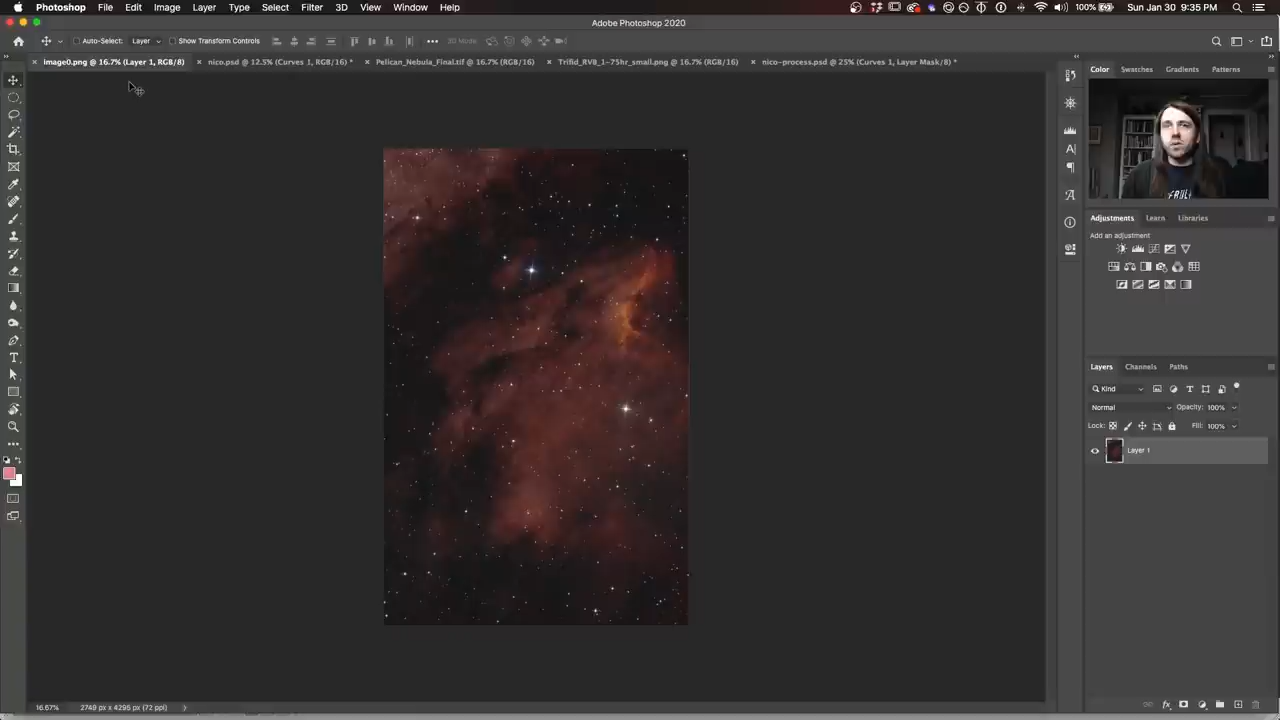 Photoshop File Edit Image Layer Type Select Filter 3D View Window Help 100% Sun Jan 30 9:35 PM
Adobe Photoshop 2020
Auto-Select: Layer Show Transform Controls 3D Mode:
image0.png @ 16.7% (Layer 1, RGB/8) nico.psd @ 12.5% (Curves 1, RGB/16) * Pelican_Nebula_Final.tif @ 16.7% (RGB/16) Trifid_RVB_1~75hr_small.png @ 16.7% (RGB/16) nico-process.psd @ 25% (Curves 1, Layer Mask/8) *
Color Swatches Gradients Patterns
Adjustments Learn Libraries
Add an adjustment
Layers Channels Paths
Kind
Normal Opacity: 100%
Lock: Fill: 100%
Layer 1
16.67% 2749 px x 4295 px (72 ppi)